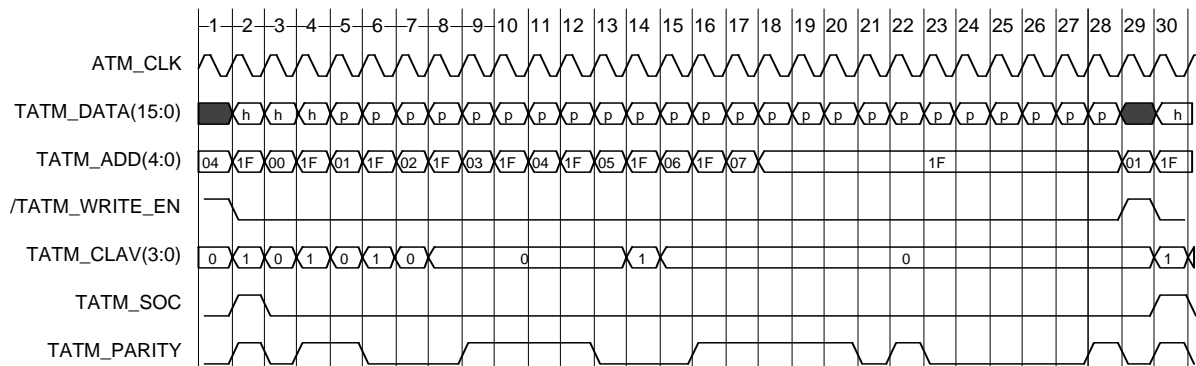 1 2 3 4 5 6 7 8 9 10 11 12 13 14 15 16 17 18 19 20 21 22 23 24 25 26 27 28 29 30
ATM_CLK
TATM_DATA(15:0) h h h p p p p p p p p p p p p p p p p p p p p p p p p h
TATM_ADD(4:0) 04 1F 00 1F 01 1F 02 1F 03 1F 04 1F 05 1F 06 1F 07 1F 01 1F
/TATM_WRITE_EN
TATM_CLAV(3:0) 0 1 0 1 0 1 0 0 1 0 1
TATM_SOC
TATM_PARITY